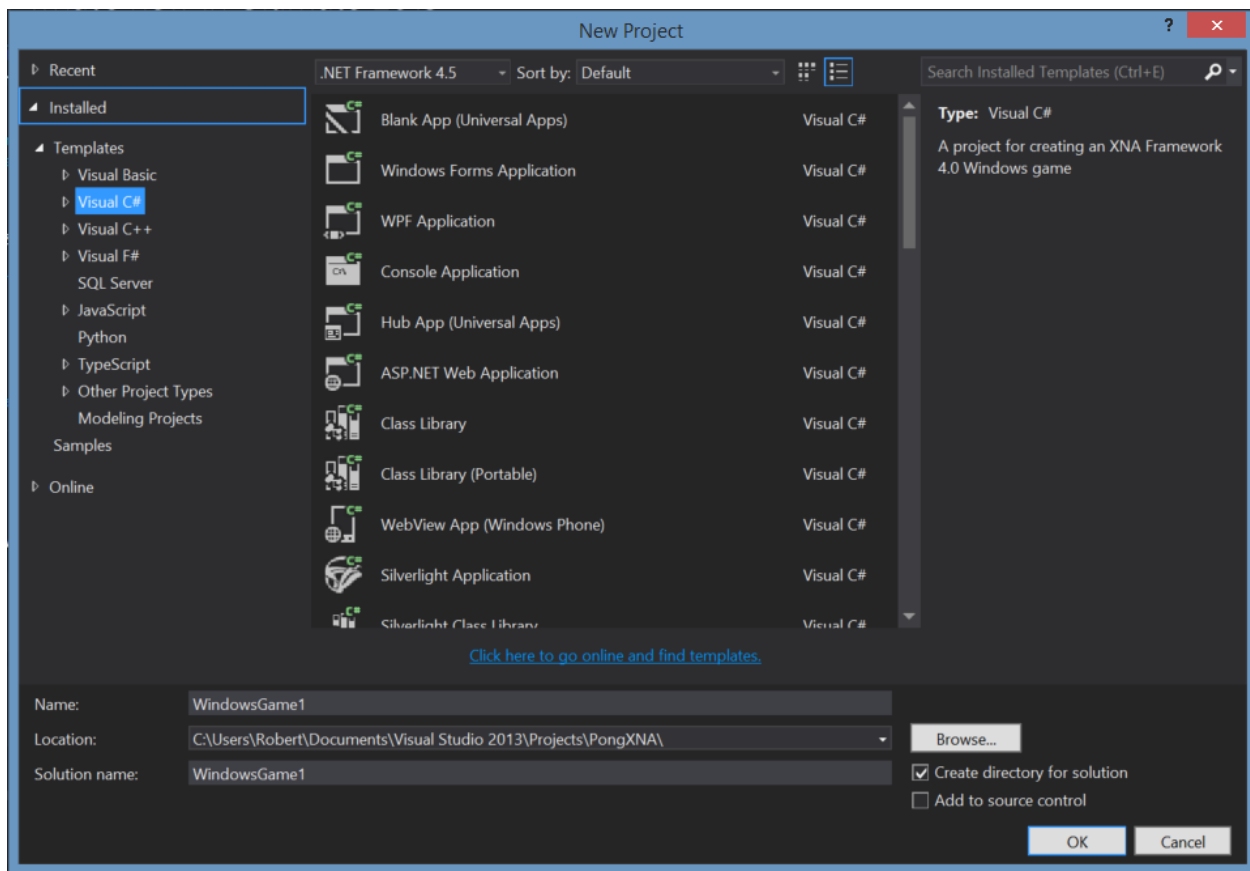 New Project
?
Recent
.NET Framework 4.5
Sort by: Default
Search Installed Templates (Ctrl+E)
Installed
Templates
Visual Basic
Visual C#
Visual C++
Visual F#
SQL Server
JavaScript
Python
TypeScript
Other Project Types
Modeling Projects
Samples
Online
Blank App (Universal Apps) Visual C#
Windows Forms Application Visual C#
WPF Application Visual C#
Console Application Visual C#
Hub App (Universal Apps) Visual C#
ASP.NET Web Application Visual C#
Class Library Visual C#
Class Library (Portable) Visual C#
WebView App (Windows Phone) Visual C#
Silverlight Application Visual C#
Silverlight Class Library Visual C#
Type: Visual C#
A project for creating an XNA Framework
4.0 Windows game
Click here to go online and find templates.
Name: WindowsGame1
Location: C:\Users\Robert\Documents\Visual Studio 2013\Projects\PongXNA\
Browse...
Solution name: WindowsGame1
Create directory for solution
Add to source control
OK
Cancel